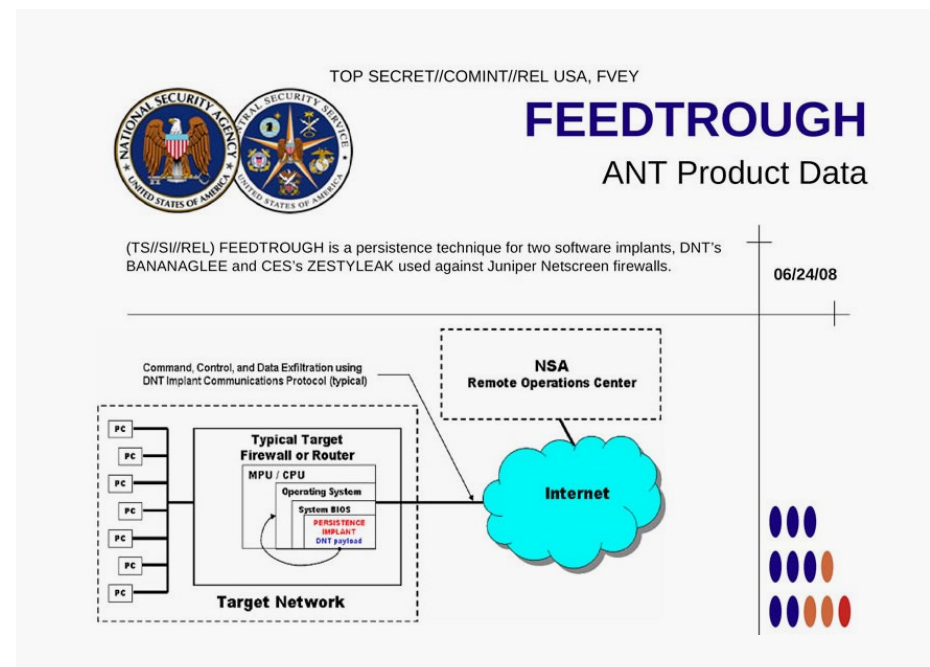 TOP SECRET//COMINT//REL USA, FVEY
NATIONAL SECURITY AGENCY
UNITED STATES OF AMERICA
CENTRAL SECURITY SERVICE
UNITED STATES OF AMERICA
FEEDTROUGH
ANT Product Data
(TS//SI//REL) FEEDTROUGH is a persistence technique for two software implants, DNT's
BANANAGLEE and CES's ZESTYLEAK used against Juniper Netscreen firewalls.
06/24/08
Command, Control, and Data Exfiltration using
DNT Implant Communications Protocol (typical)
NSA
Remote Operations Center
PC
PC
PC
PC
PC
PC
PC
Typical Target
Firewall or Router
MPU / CPU
Operating System
System BIOS
PERSISTENCE
IMPLANT
DNT payload
Internet
Target Network